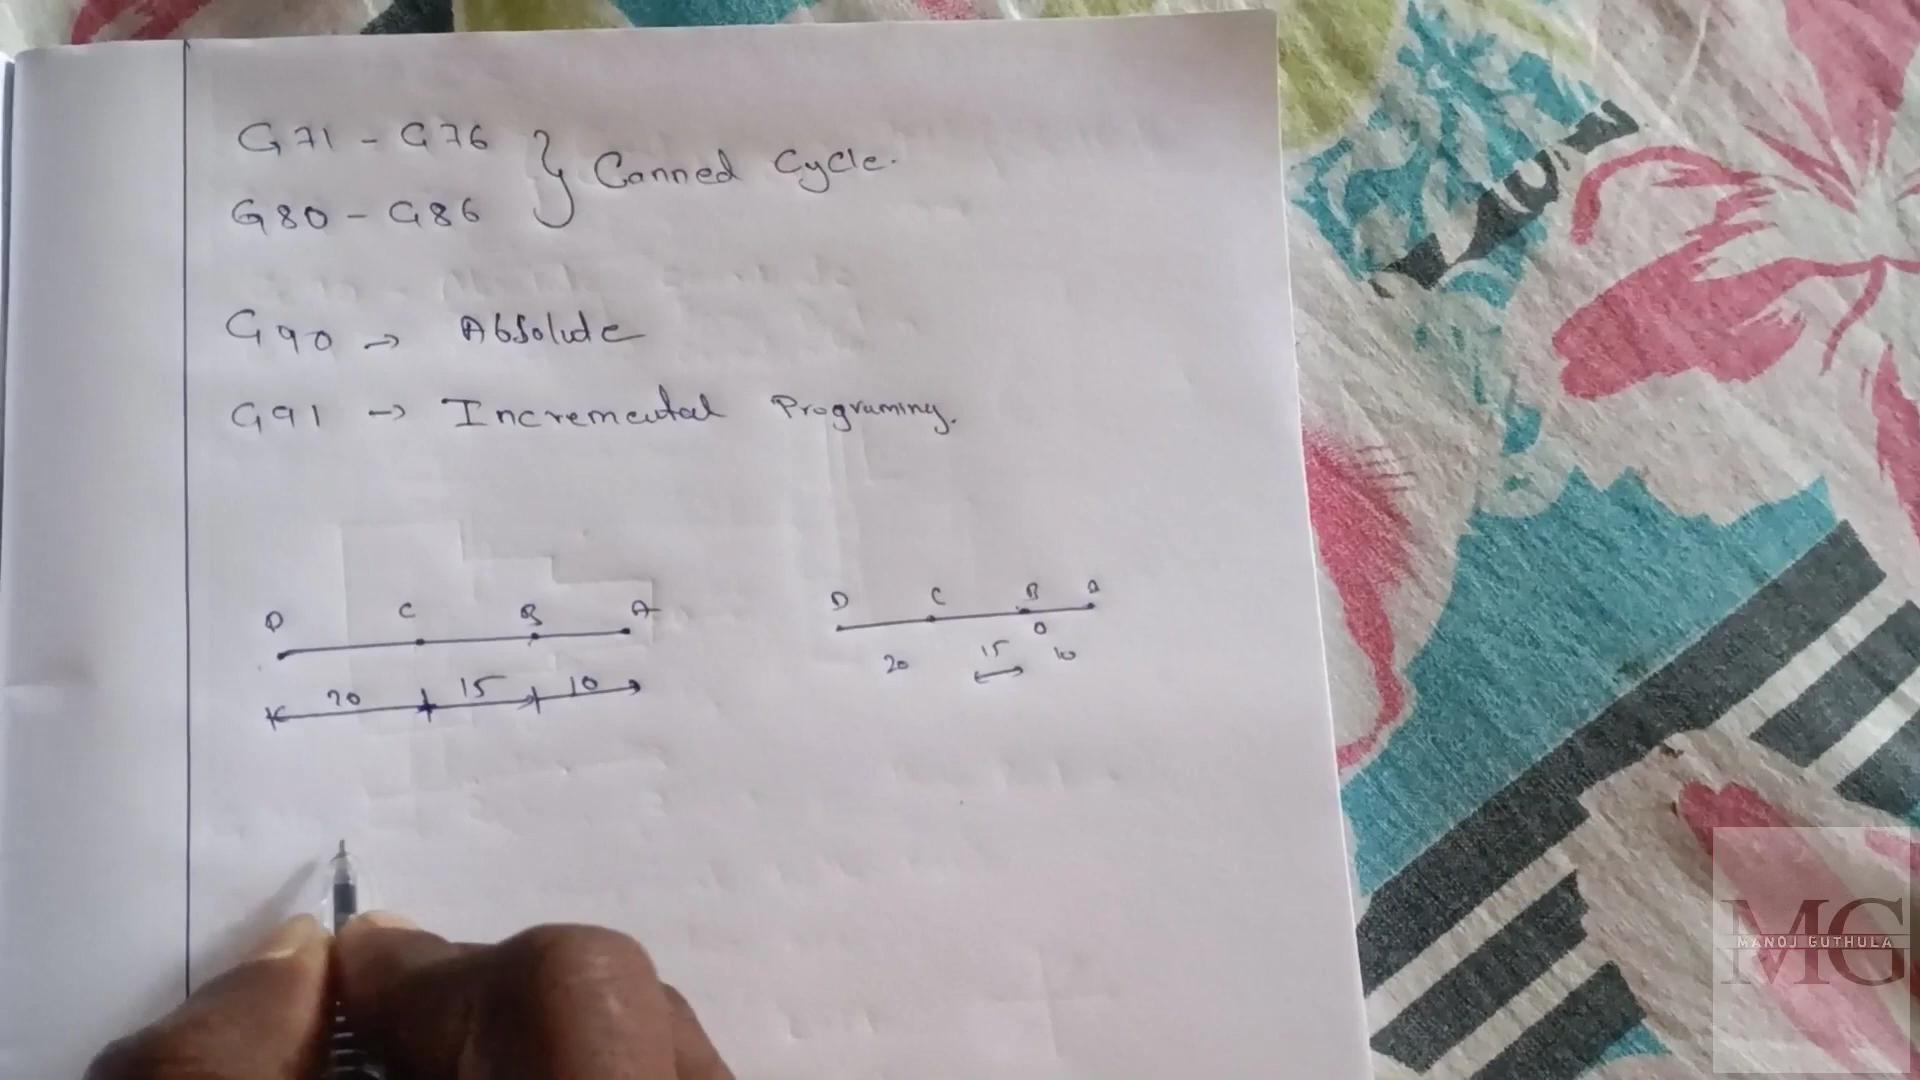 G71 - G76
G80 - G86
} Canned Cycle.
G90 → Absolute
G91 → Incremental Programing.
D C B A
20 15 10
D C B A
0
20 15 10
MG
MANOJ GUTHULA